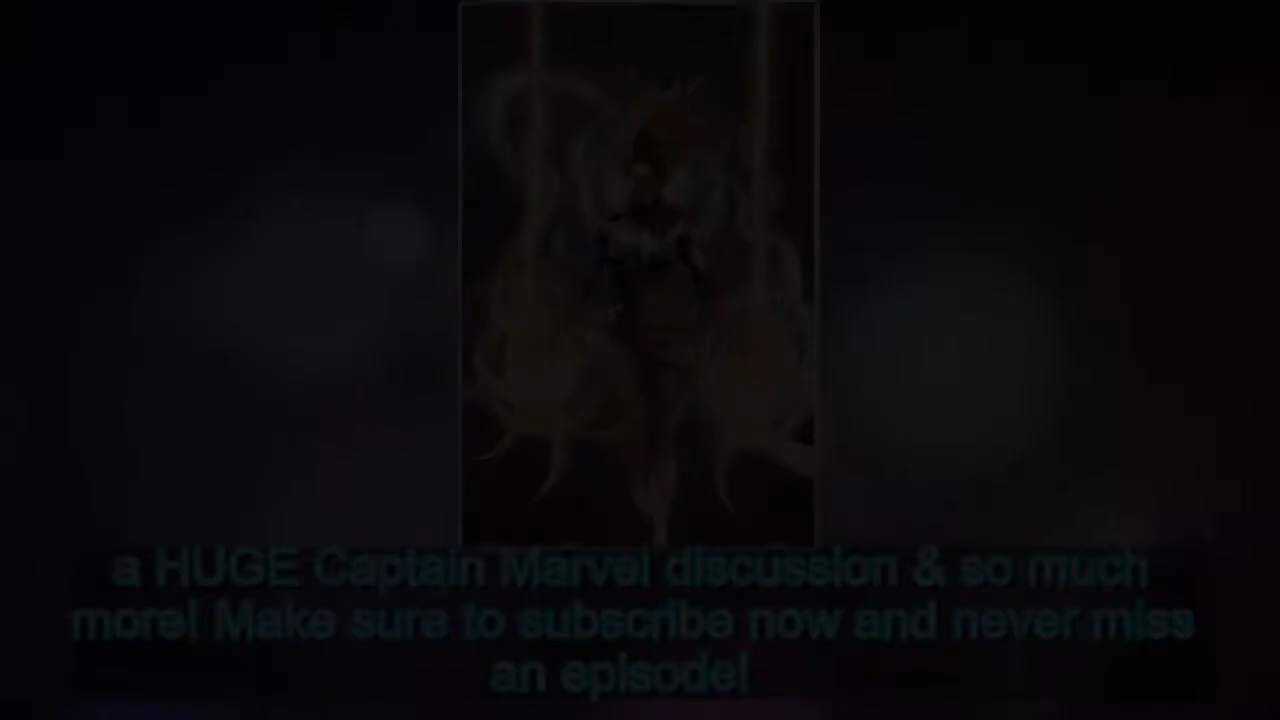 a HUGE Captain Marvel discussion & so much
more! Make sure to subscribe now and never miss
an episode!